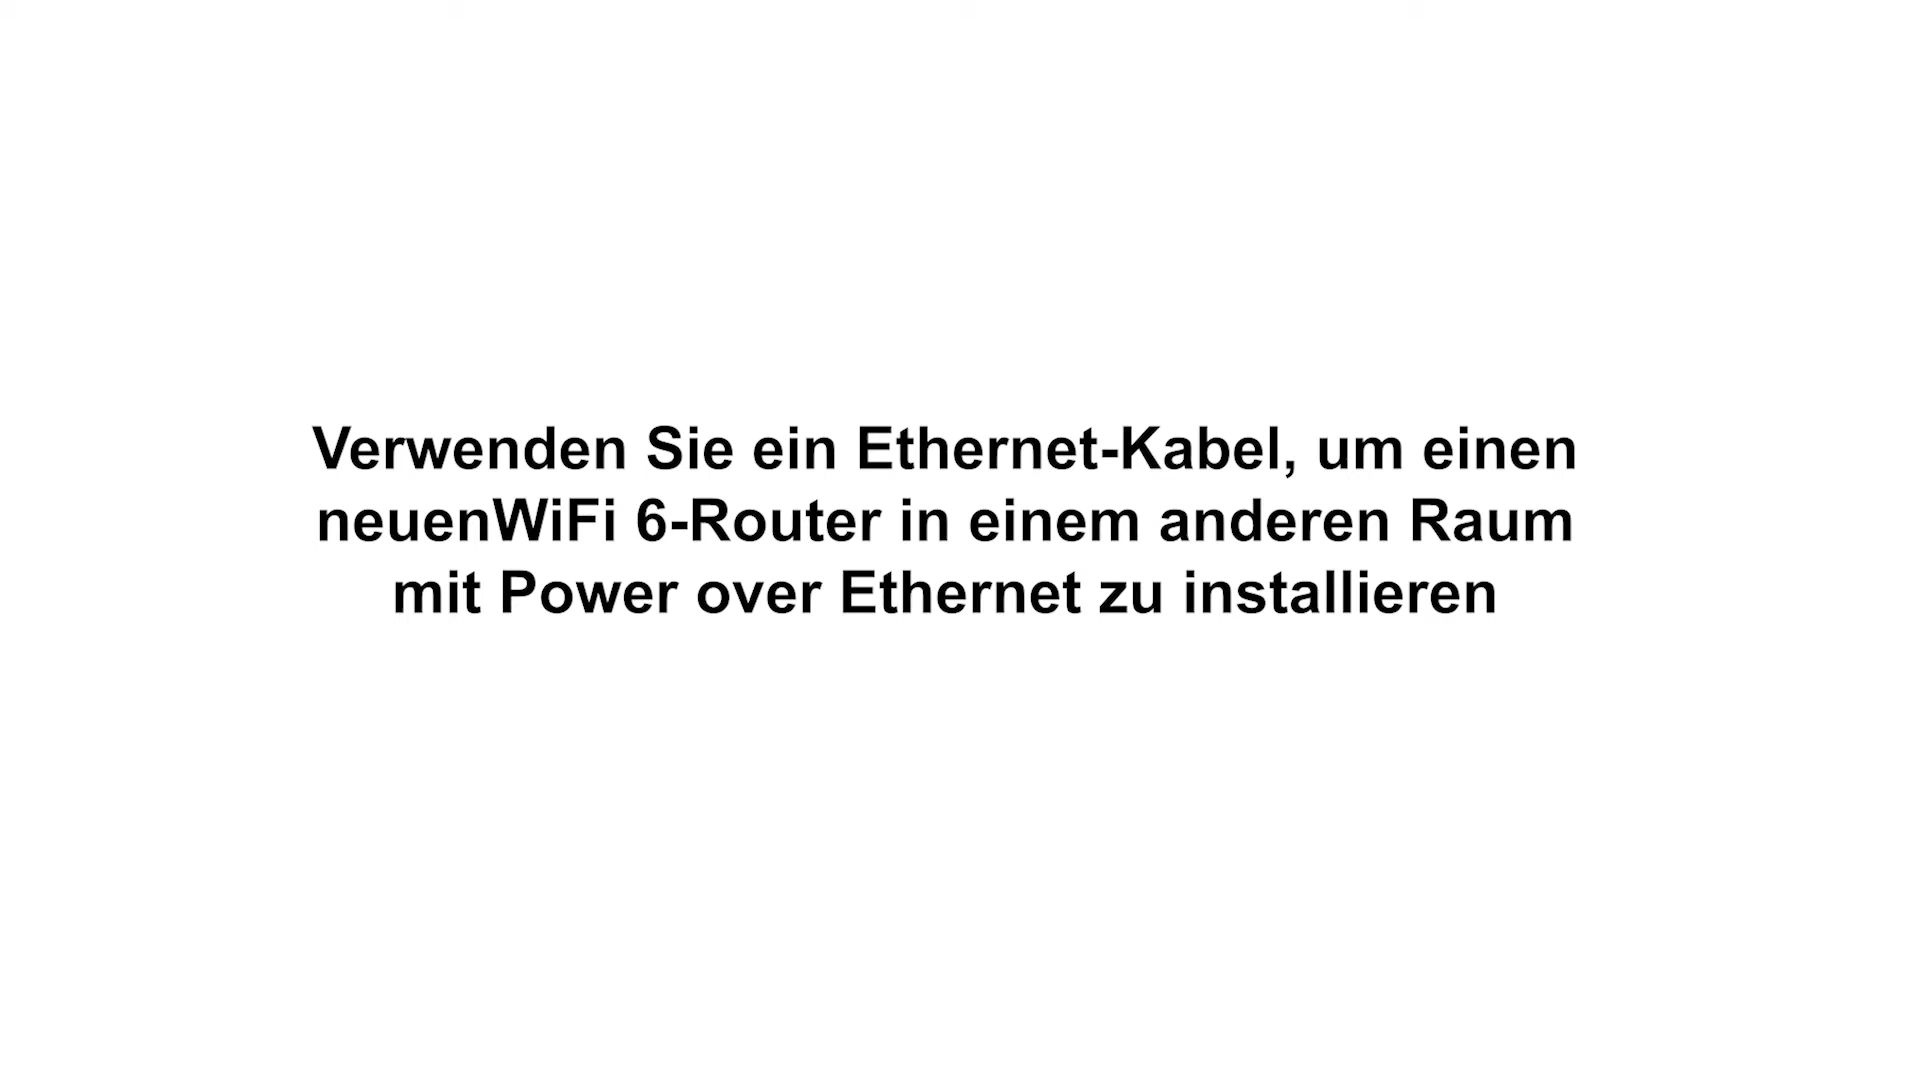 Verwenden Sie ein Ethernet-Kabel, um einen
neuenWiFi 6-Router in einem anderen Raum
mit Power over Ethernet zu installieren